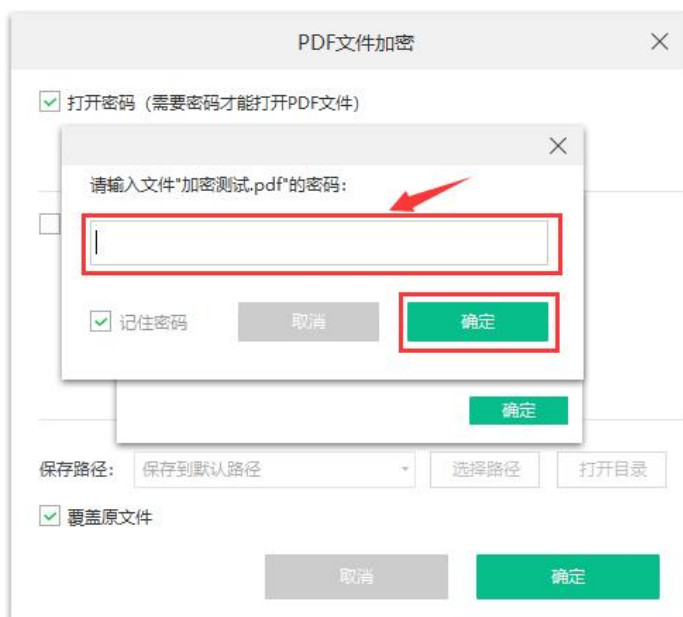 PDF文件加密
打开密码（需要密码才能打开PDF文件）
请输入文件"加密测试.pdf"的密码：
记住密码
取消
确定
确定
保存路径：
保存到默认路径
选择路径
打开目录
覆盖原文件
取消
确定